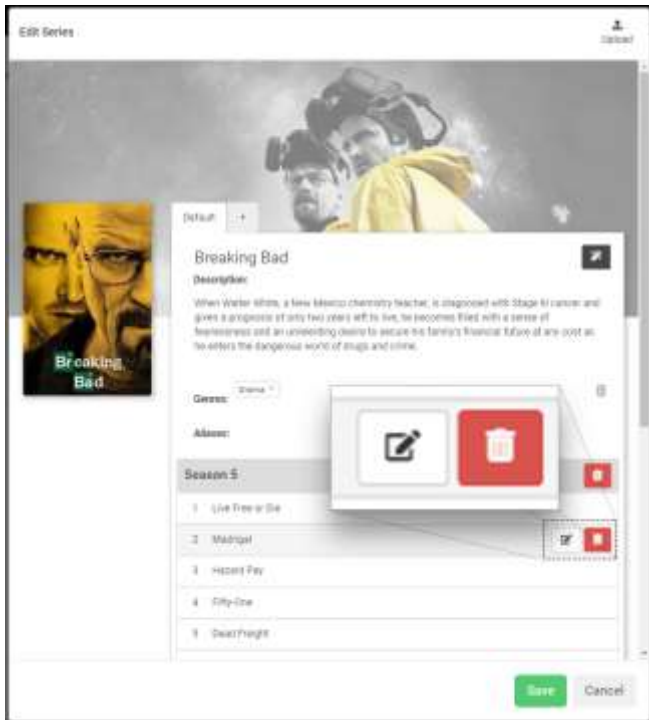 Edit Series
Upload
Default +
Breaking Bad
Description:
When Walter White, a New Mexico chemistry teacher, is diagnosed with Stage III cancer and
given a prognosis of only two years left to live, he becomes filled with a sense of
fearlessness and an unrelenting desire to secure his family's financial future at any cost as
he enters the dangerous world of drugs and crime.
Breaking
Bad
Genres: Drama
Aliases:
Season 5
1 Live Free or Die
2 Madrigal
3 Hazard Pay
4 Fifty-One
5 Dead Freight
Save Cancel